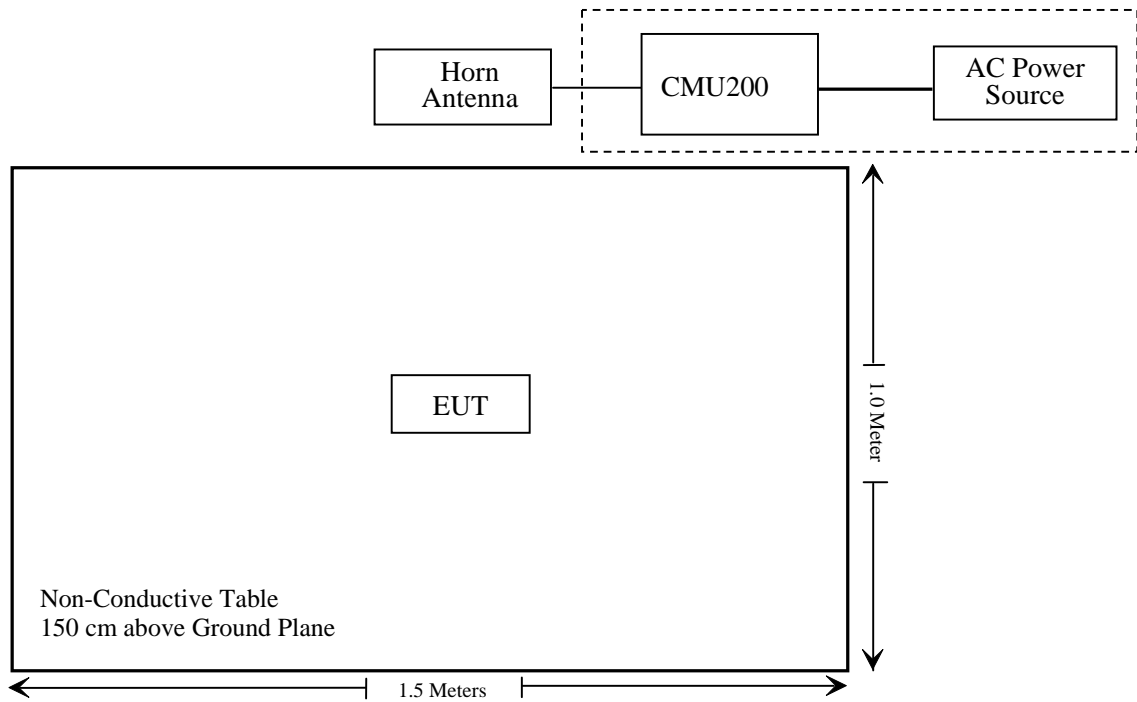 Horn
Antenna
CMU200
AC Power
Source
EUT
1.0 Meter
Non-Conductive Table
150 cm above Ground Plane
1.5 Meters